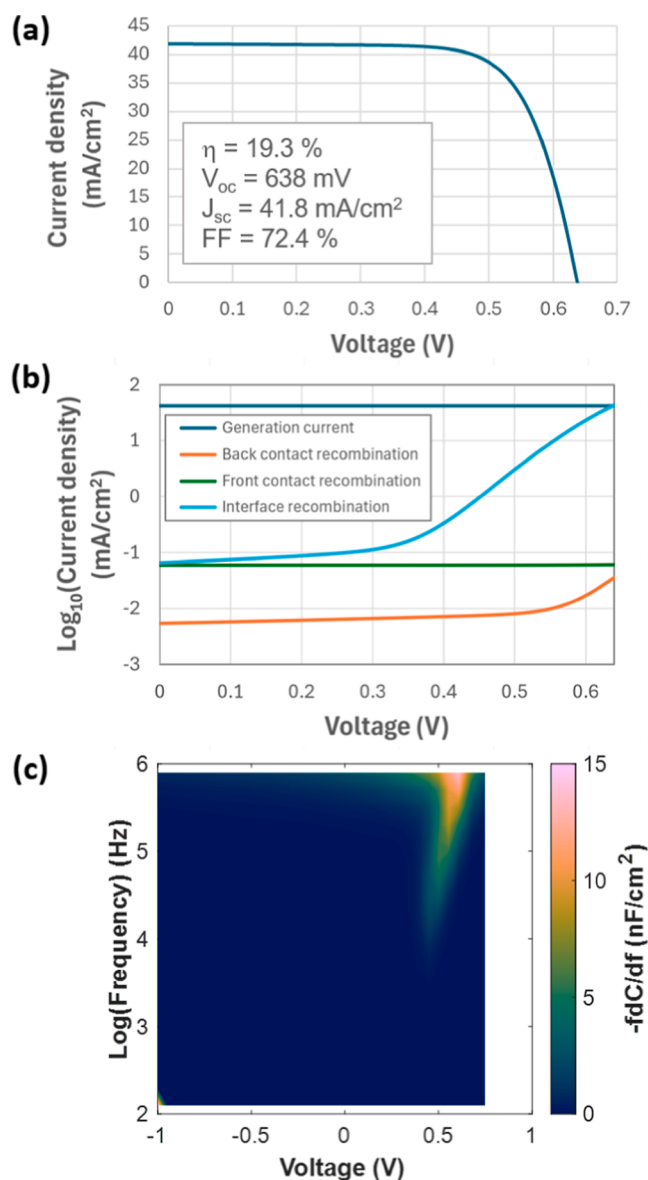 (a)
Current density
(mA/cm²)
45
40
35
30
25
20
15
10
5
0
η = 19.3 %
Voc = 638 mV
Jsc = 41.8 mA/cm²
FF = 72.4 %
0 0.1 0.2 0.3 0.4 0.5 0.6 0.7
Voltage (V)
(b)
Log₁₀(Current density)
(mA/cm²)
2
1
0
-1
-2
-3
Generation current
Back contact recombination
Front contact recombination
Interface recombination
0 0.1 0.2 0.3 0.4 0.5 0.6
Voltage (V)
(c)
Log(Frequency) (Hz)
6
5
4
3
2
-1 -0.5 0 0.5 1
Voltage (V)
15
10
5
0
-fdC/df (nF/cm²)